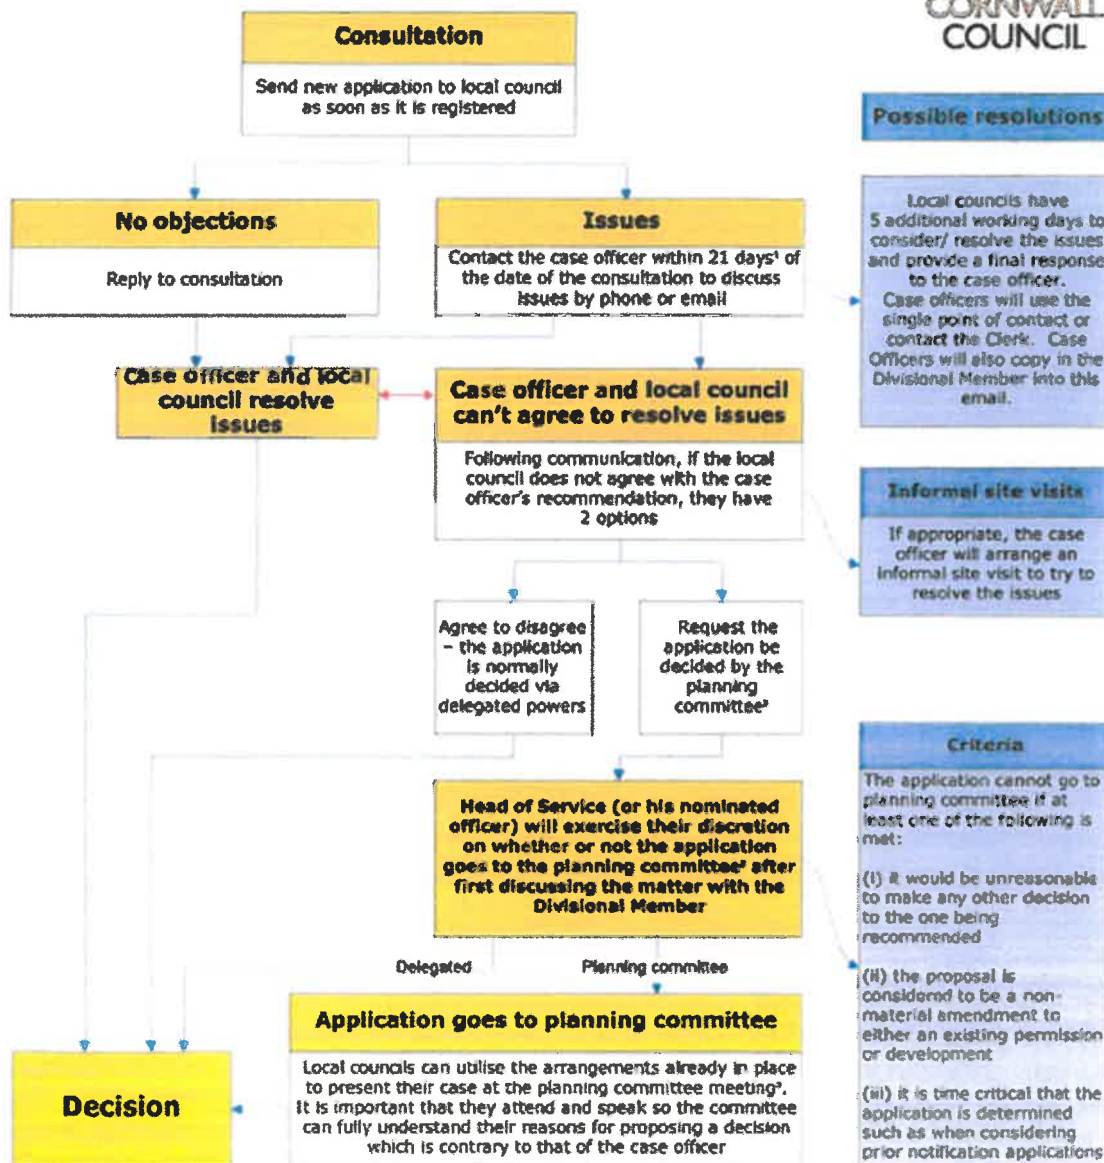 CORNWALL
COUNCIL
Consultation
Send new application to local council
as soon as it is registered
No objections
Reply to consultation
Issues
Contact the case officer within 21 days¹ of
the date of the consultation to discuss
issues by phone or email
Case officer and local
council resolve
issues
Case officer and local council
can't agree to resolve issues
Following communication, if the local
council does not agree with the case
officer's recommendation, they have
2 options
Agree to disagree
– the application
is normally
decided via
delegated powers
Request the
application be
decided by the
planning
committee²
Head of Service (or his nominated
officer) will exercise their discretion
on whether or not the application
goes to the planning committee² after
first discussing the matter with the
Divisional Member
Delegated
Planning committee
Application goes to planning committee
Local councils can utilise the arrangements already in place
to present their case at the planning committee meeting³.
It is important that they attend and speak so the committee
can fully understand their reasons for proposing a decision
which is contrary to that of the case officer
Decision
Possible resolutions
Local councils have
5 additional working days to
consider/ resolve the issues
and provide a final response
to the case officer.
Case officers will use the
single point of contact or
contact the Clerk. Case
Officers will also copy in the
Divisional Member into this
email.
Informal site visits
If appropriate, the case
officer will arrange an
informal site visit to try to
resolve the issues
Criteria
The application cannot go to
planning committee if at
least one of the following is
met:
(i) it would be unreasonable
to make any other decision
to the one being
recommended
(ii) the proposal is
considered to be a non-
material amendment to
either an existing permission
or development
(iii) it is time critical that the
application is determined
such as when considering
prior notification applications